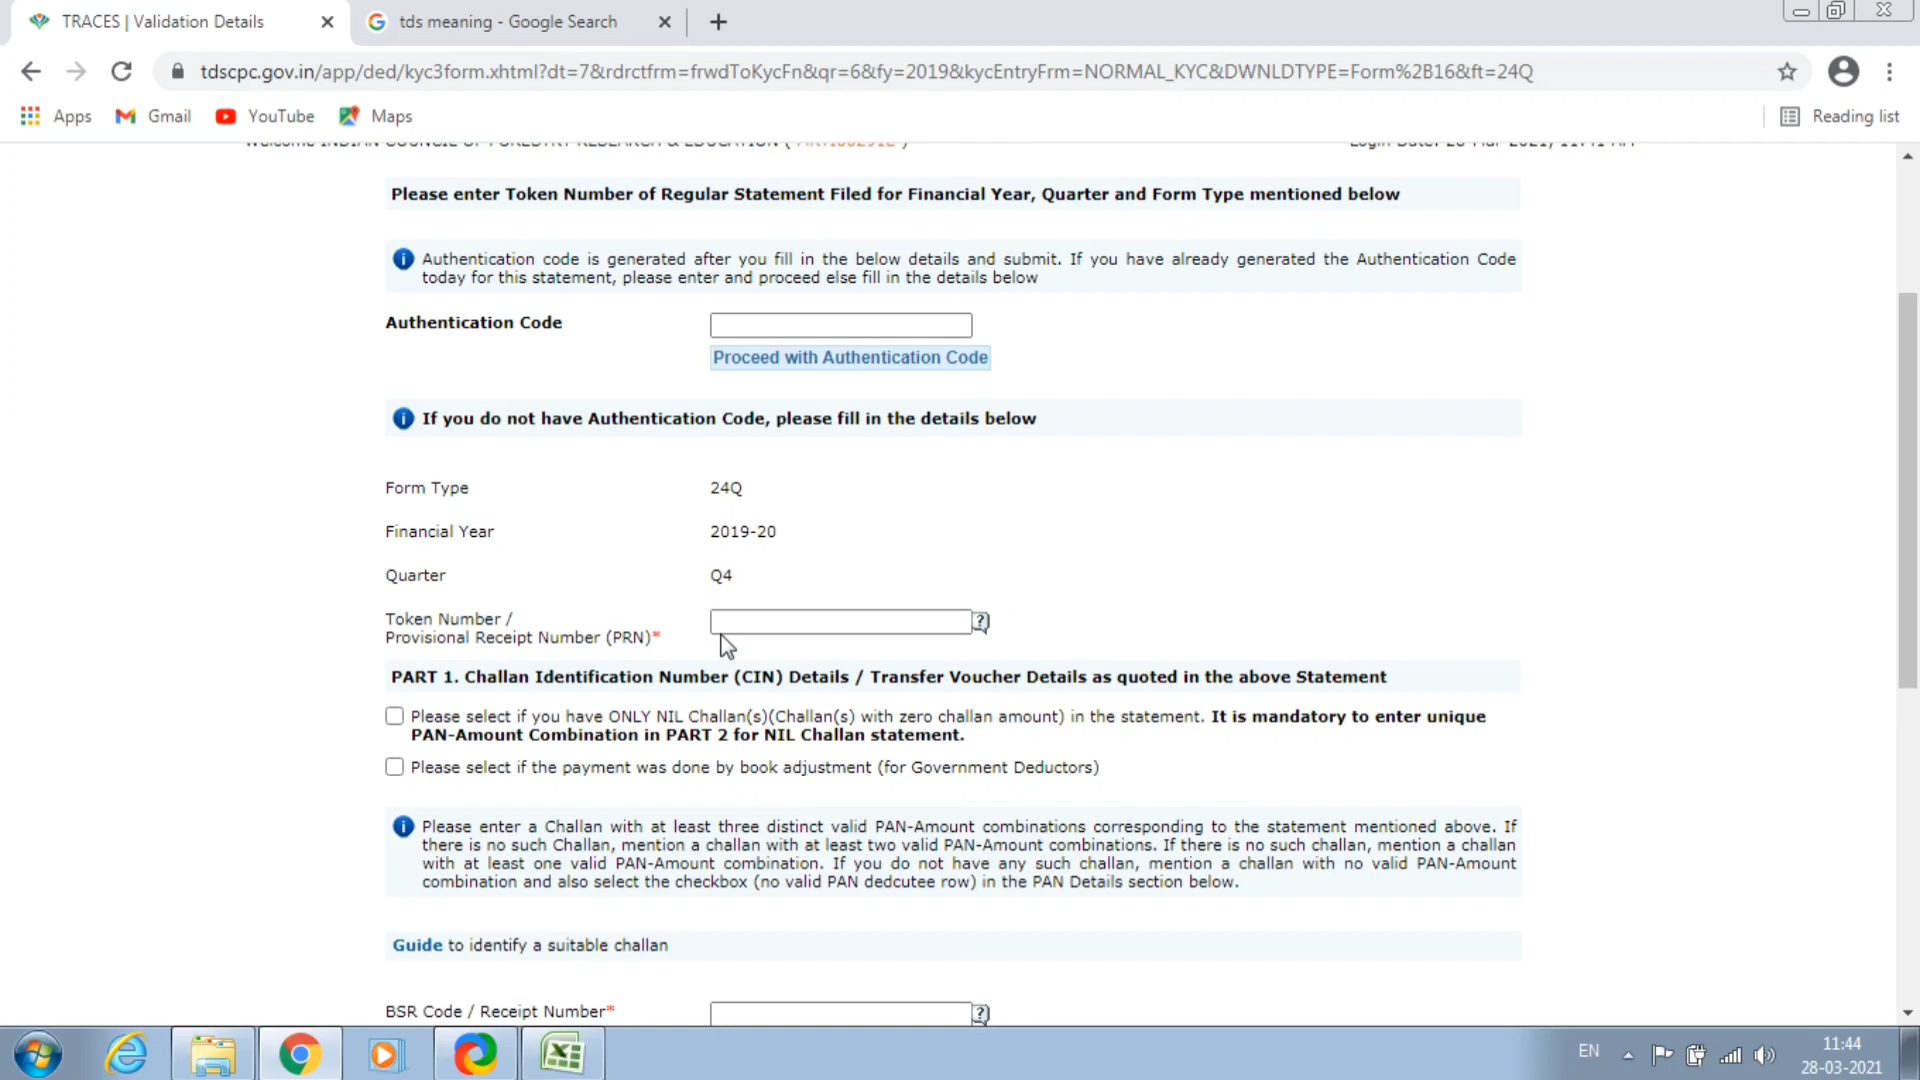 TRACES | Validation Details
tds meaning - Google Search
tdscpc.gov.in/app/ded/kyc3form.xhtml?dt=7&rdrctfrm=frwdToKycFn&qr=6&fy=2019&kycEntryFrm=NORMAL_KYC&DWNLDTYPE=Form%2B16&ft=24Q
Apps Gmail YouTube Maps Reading list
Welcome INDIAN COUNCIL OF FORESTRY RESEARCH & EDUCATION
Please enter Token Number of Regular Statement Filed for Financial Year, Quarter and Form Type mentioned below
Authentication code is generated after you fill in the below details and submit. If you have already generated the Authentication Code
today for this statement, please enter and proceed else fill in the details below
Authentication Code
Proceed with Authentication Code
If you do not have Authentication Code, please fill in the details below
Form Type 24Q
Financial Year 2019-20
Quarter Q4
Token Number /
Provisional Receipt Number (PRN)*
PART 1. Challan Identification Number (CIN) Details / Transfer Voucher Details as quoted in the above Statement
Please select if you have ONLY NIL Challan(s)(Challan(s) with zero challan amount) in the statement. It is mandatory to enter unique
PAN-Amount Combination in PART 2 for NIL Challan statement.
Please select if the payment was done by book adjustment (for Government Deductors)
Please enter a Challan with at least three distinct valid PAN-Amount combinations corresponding to the statement mentioned above. If
there is no such Challan, mention a challan with at least two valid PAN-Amount combinations. If there is no such challan, mention a challan
with at least one valid PAN-Amount combination. If you do not have any such challan, mention a challan with no valid PAN-Amount
combination and also select the checkbox (no valid PAN dedcutee row) in the PAN Details section below.
Guide to identify a suitable challan
BSR Code / Receipt Number*
EN
11:44
28-03-2021